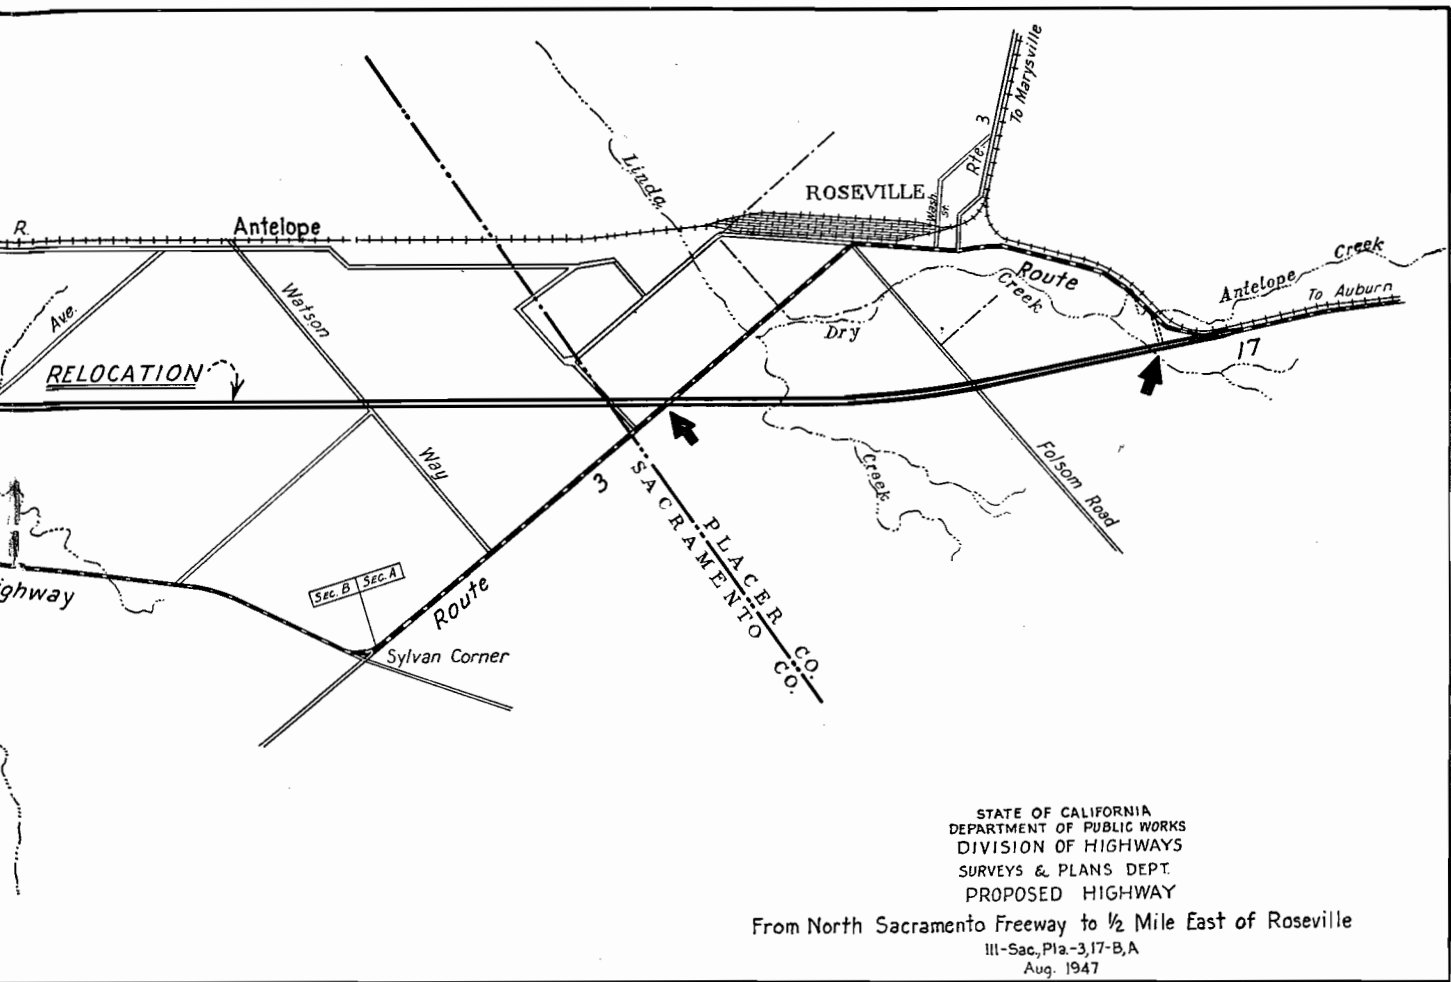 To Marysville
Rte. 3
Wash
St.
Linda
ROSEVILLE
R.
Antelope
Creek
Antelope
Route
Creek
To Auburn
Ave.
Watson
Dry
17
RELOCATION
Way
Creek
Folsom Road
3
SACRAMENTO CO.
PLACER CO.
ighway
SEC. B
SEC. A
Route
Sylvan Corner
STATE OF CALIFORNIA
DEPARTMENT OF PUBLIC WORKS
DIVISION OF HIGHWAYS
SURVEYS & PLANS DEPT.
PROPOSED HIGHWAY
From North Sacramento Freeway to ½ Mile East of Roseville
III-Sac.,Pla.-3,17-B,A
Aug. 1947